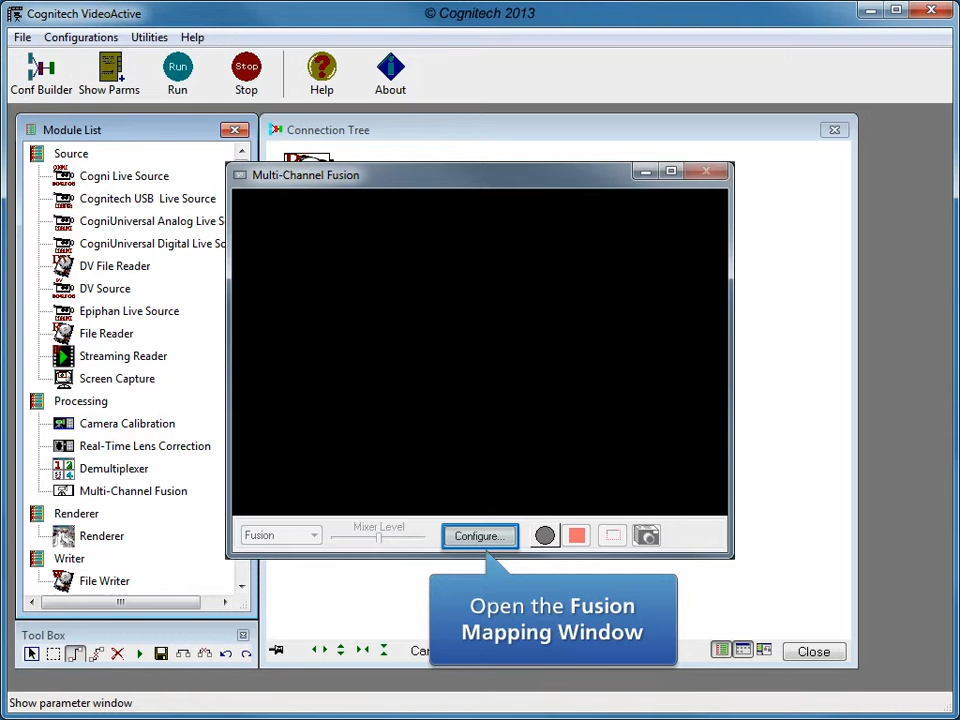 Cognitech VideoActive
© Cognitech 2013
File Configurations Utilities Help
Run Stop
Conf Builder Show Parms Run Stop Help About
Module List
Connection Tree
Source
Multi-Channel Fusion
Cogni Live Source
Cognitech USB Live Source
CogniUniversal Analog Live S
CogniUniversal Digital Live Sc
DV File Reader
DV Source
Epiphan Live Source
File Reader
Streaming Reader
Screen Capture
Processing
Camera Calibration
Real-Time Lens Correction
Demultiplexer
Multi-Channel Fusion
Renderer
Renderer
Writer
File Writer
Fusion
Mixer Level
Configure...
Open the Fusion
Mapping Window
Tool Box
Can
Close
Show parameter window